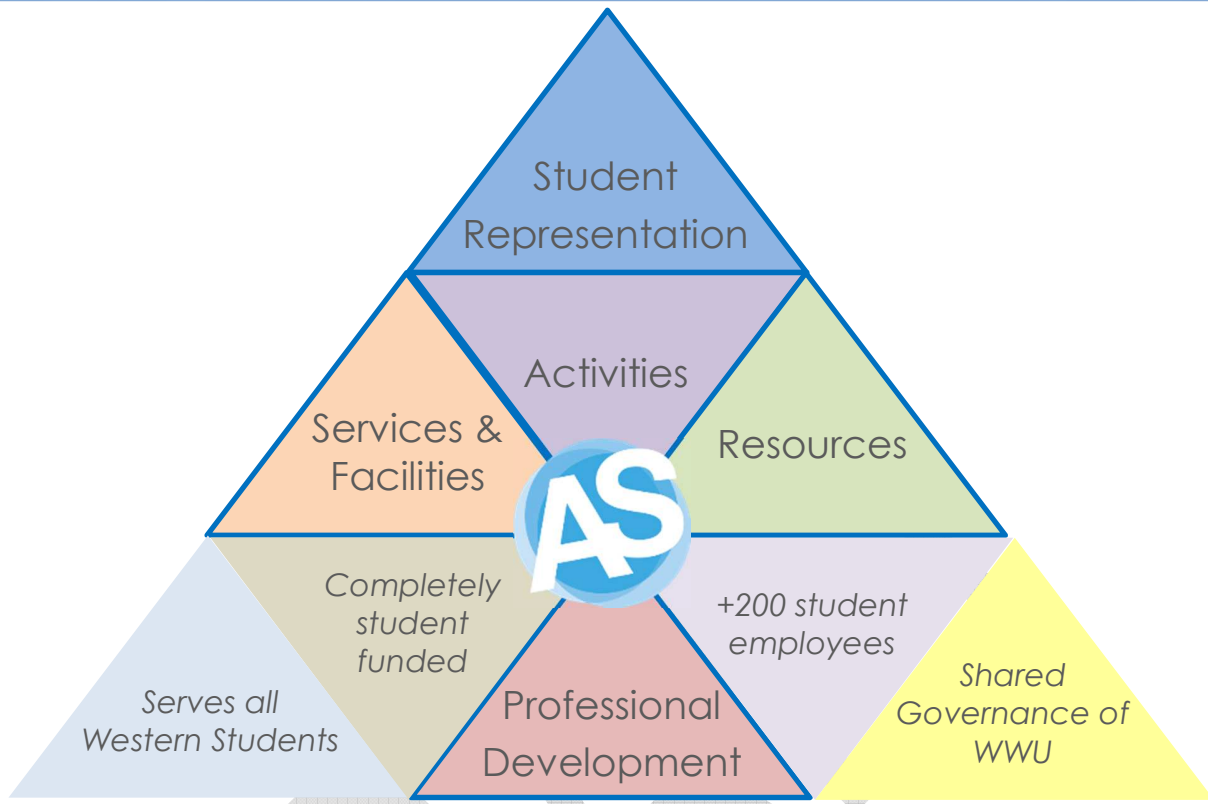 Student
Representation
Activities
Services &
Facilities
Resources
AS
Completely
student
funded
+200 student
employees
Serves all
Western Students
Professional
Development
Shared
Governance of
WWU